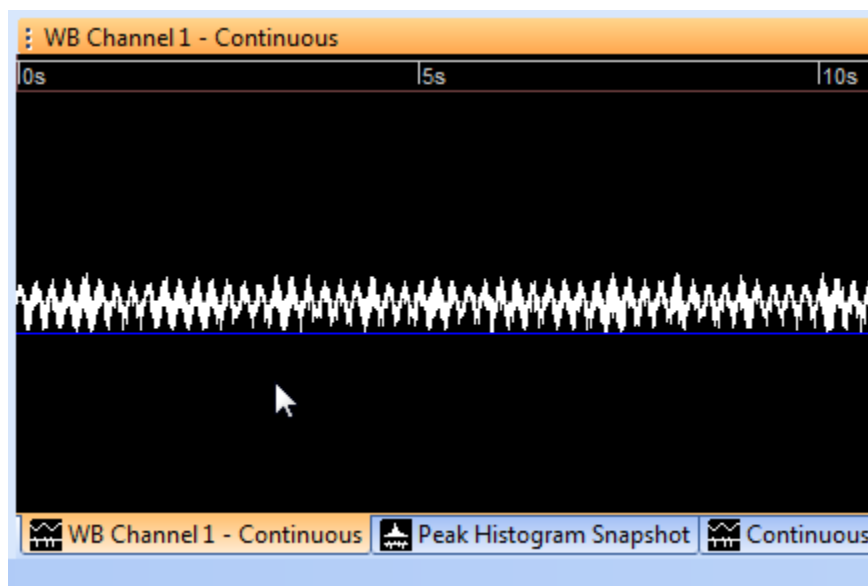 WB Channel 1 - Continuous
0s 5s 10s
WB Channel 1 - Continuous Peak Histogram Snapshot Continuous